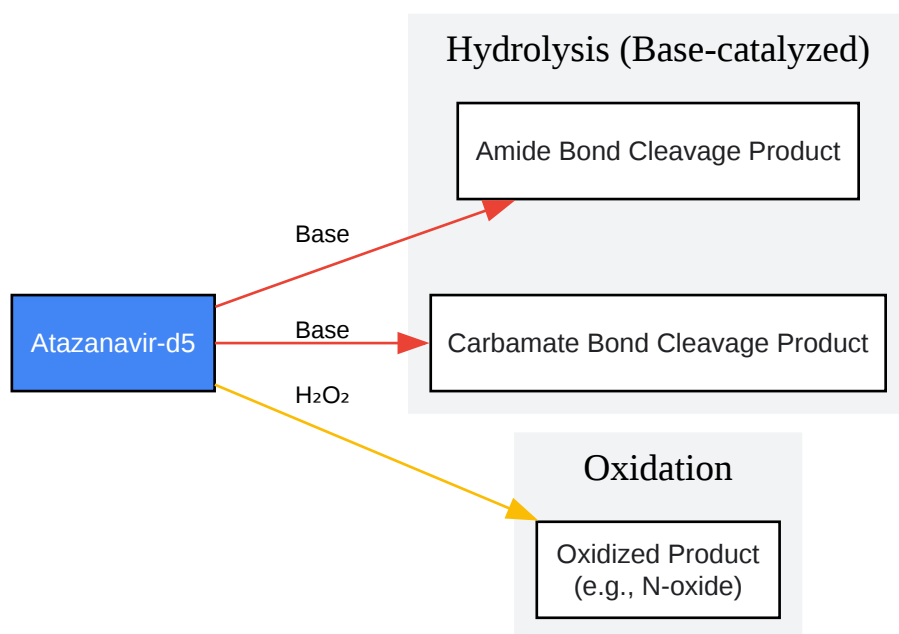 Hydrolysis (Base-catalyzed)
Amide Bond Cleavage Product
Base
Atazanavir-d5
Base
Carbamate Bond Cleavage Product
H₂O₂
Oxidation
Oxidized Product
(e.g., N-oxide)